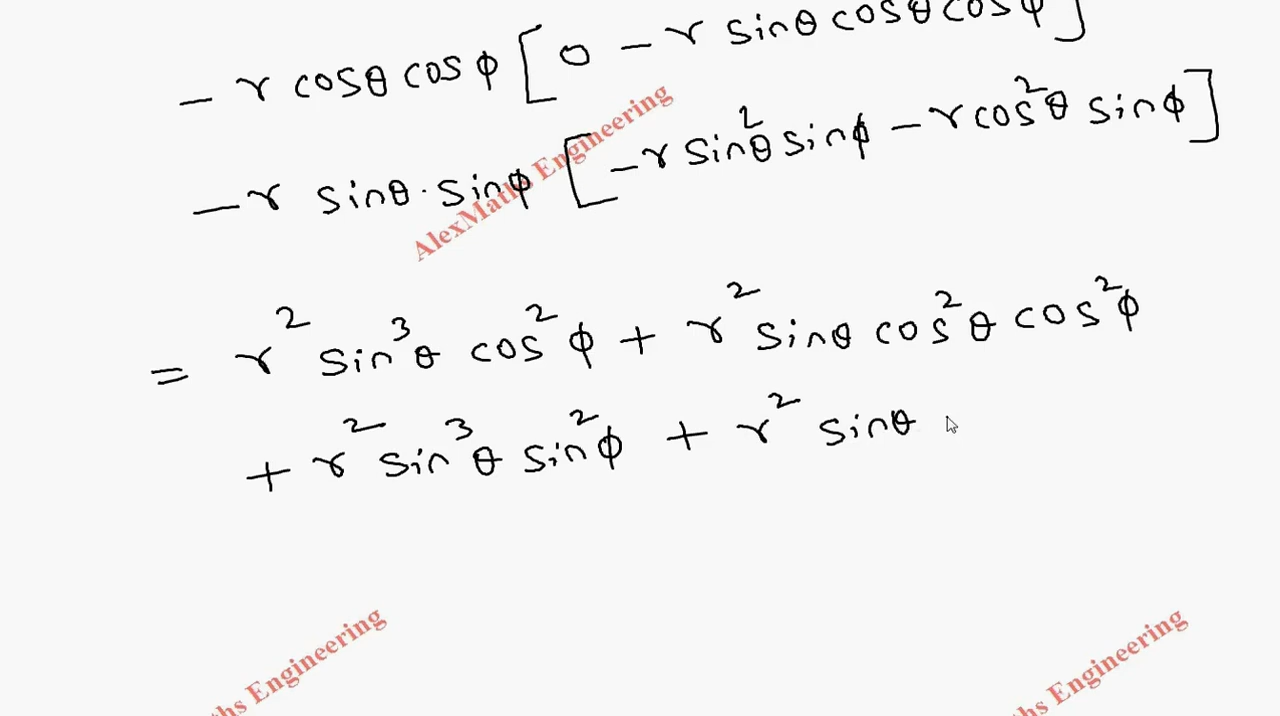 − r cosθ cos ϕ [ 0 − r sinθ cosθ cosϕ ]
− r sinθ · sinϕ [ −r sin²θ sinϕ − r cos²θ sinϕ ]
AlexMaths Engineering
= r² sin³θ cos²ϕ + r² sinθ cos²θ cos²ϕ
+ r² sin³θ sin²ϕ + r² sinθ
ths Engineering
ths Engineering